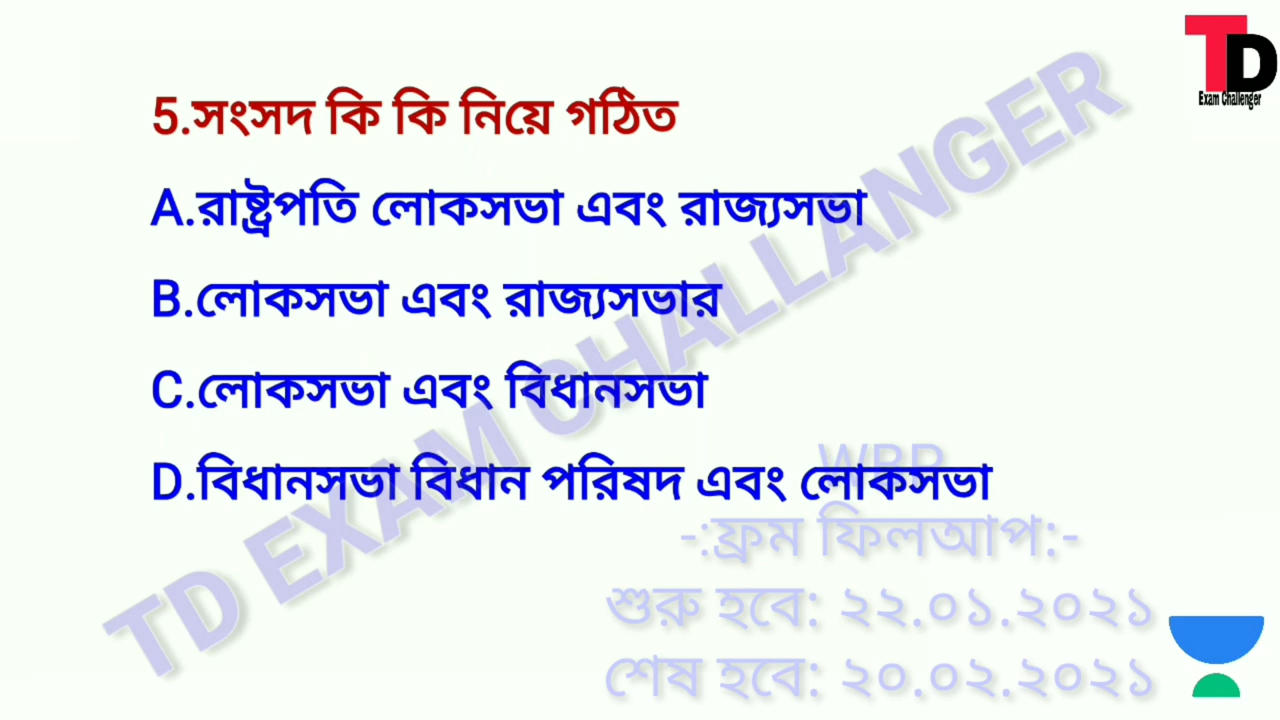 TD
Exam Challenger
5.সংসদ কি কি নিয়ে গঠিত
A.রাষ্ট্রপতি লোকসভা এবং রাজ্যসভা
B.লোকসভা এবং রাজ্যসভার
C.লোকসভা এবং বিধানসভা
D.বিধানসভা বিধান পরিষদ এবং লোকসভা
TD EXAM CHALLANGER
WBP
-:ফ্রম ফিলআপ:-
শুরু হবে: ২২.০১.২০২১
শেষ হবে: ২০.০২.২০২১